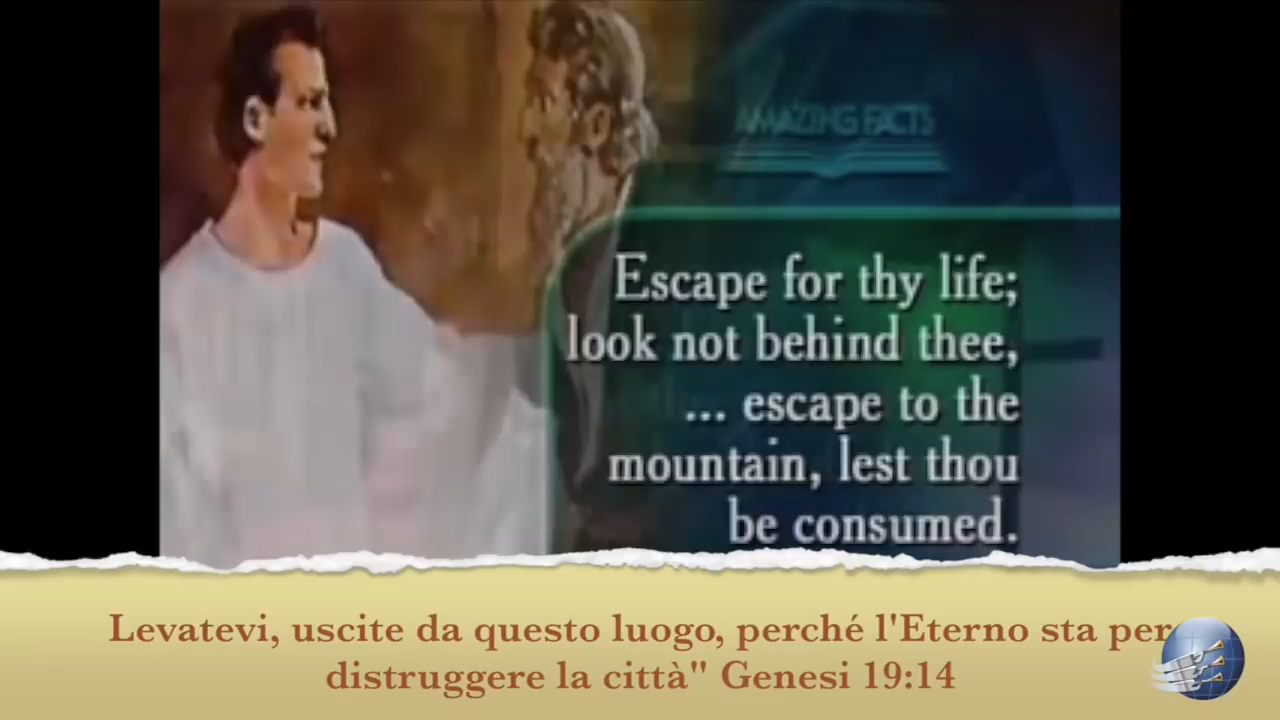 AMAZING FACTS
Escape for thy life;
look not behind thee,
... escape to the
mountain, lest thou
be consumed.
Levatevi, uscite da questo luogo, perché l'Eterno sta per
distruggere la città" Genesi 19:14